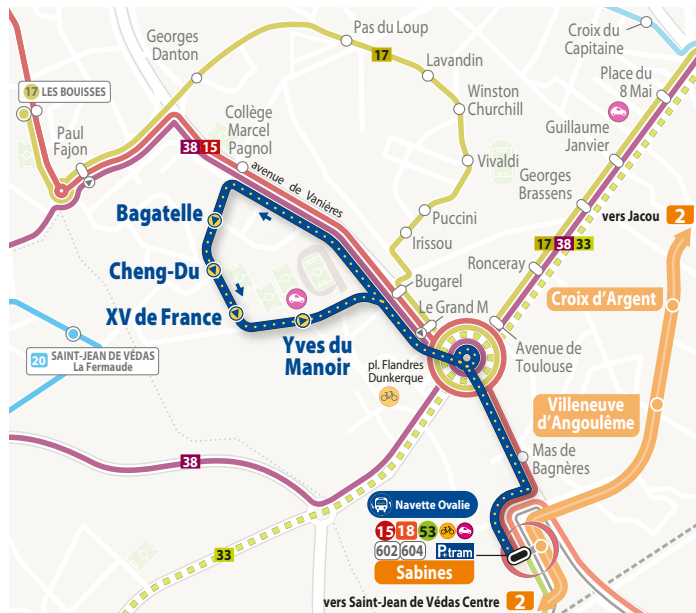 Croix du
Capitaine
Pas du Loup
Georges
Danton
17
Lavandin
Place du
8 Mai
17 LES BOUISSES
Winston
Churchill
Collège
Marcel
Pagnol
Guillaume
Janvier
Paul
Fajon
38 15
Vivaldi
avenue de Vanières
Georges
Brassens
vers Jacou 2
Bagatelle
Puccini
Irissou
17 38 33
Cheng-Du
Ronceray
Bugarel
Croix d'Argent
XV de France
Le Grand M
Yves du
Manoir
Avenue de
Toulouse
20 SAINT-JEAN DE VÉDAS
La Fermaude
pl. Flandres
Dunkerque
Villeneuve
d'Angoulême
Mas de
Bagnères
38
Navette Ovalie
15 18 53
602 604 P+tram
33
Sabines
vers Saint-Jean de Védas Centre 2